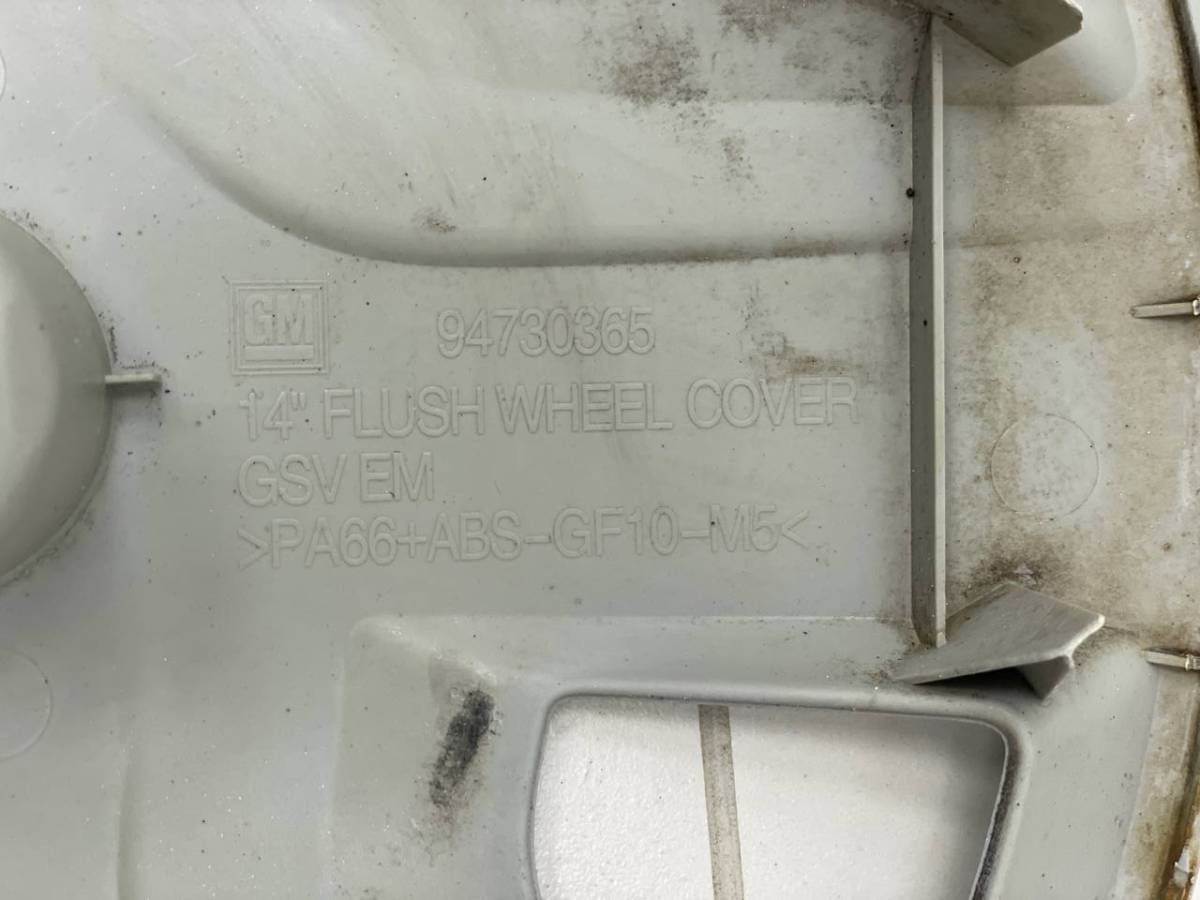 GM 94730365
14" FLUSH WHEEL COVER
GSV EM
>PA66+ABS-GF10-M5<